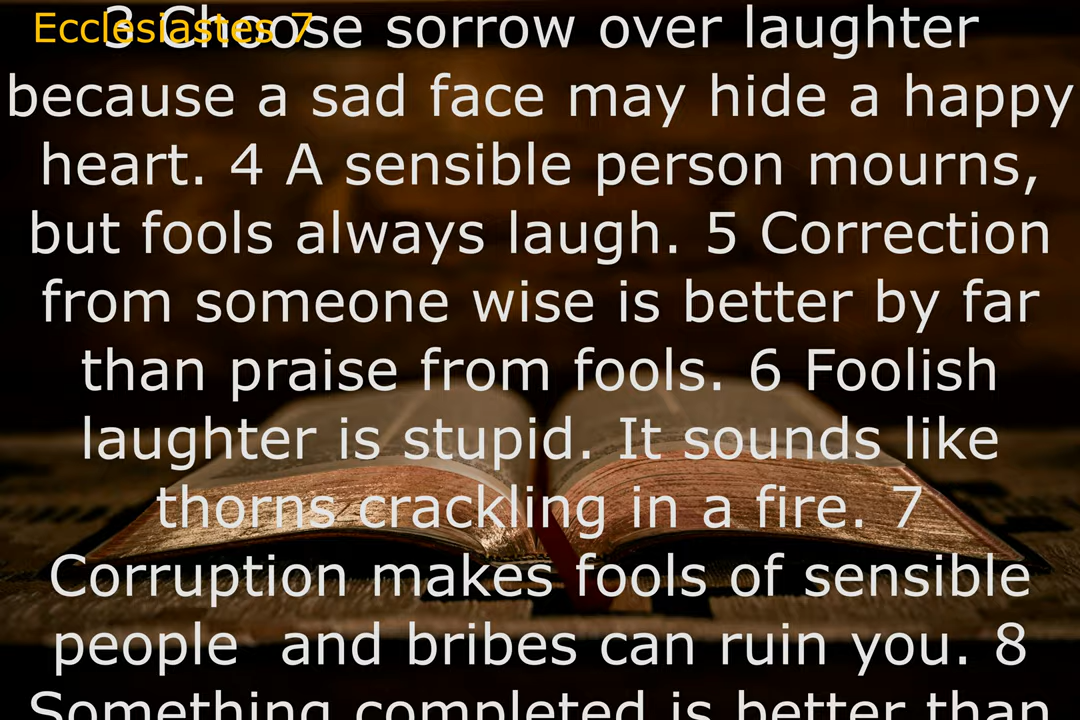 Ecclesiastes 7
3 Choose sorrow over laughter
because a sad face may hide a happy
heart. 4 A sensible person mourns,
but fools always laugh. 5 Correction
from someone wise is better by far
than praise from fools. 6 Foolish
laughter is stupid. It sounds like
thorns crackling in a fire. 7
Corruption makes fools of sensible
people  and bribes can ruin you. 8
Something completed is better than